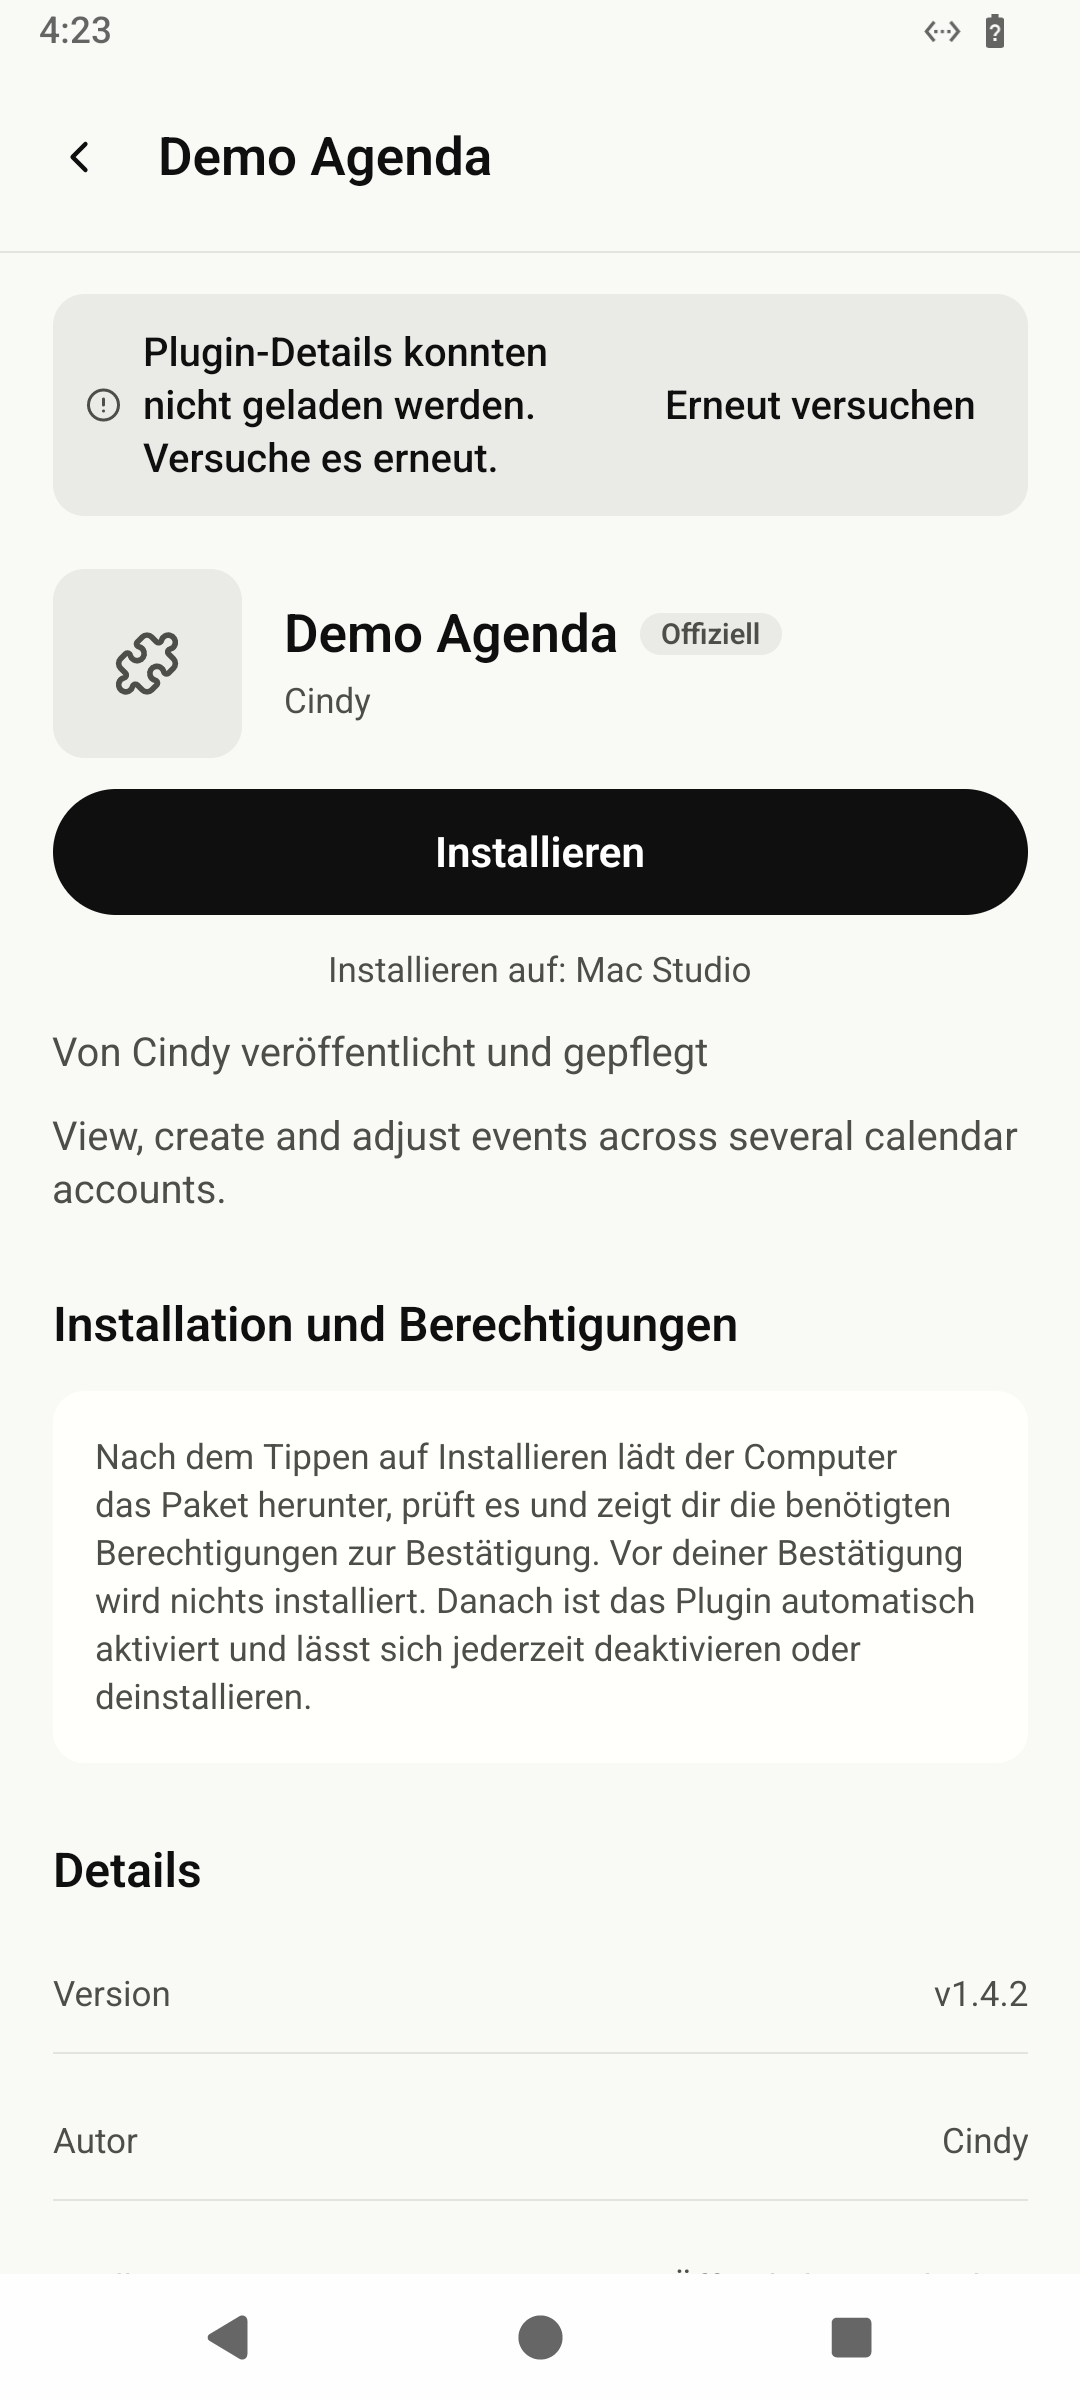 4:23
Demo Agenda
Plugin-Details konnten
nicht geladen werden.
Versuche es erneut.
Erneut versuchen
Demo Agenda
Offiziell
Cindy
Installieren
Installieren auf: Mac Studio
Von Cindy veröffentlicht und gepflegt
View, create and adjust events across several calendar
accounts.
Installation und Berechtigungen
Nach dem Tippen auf Installieren lädt der Computer
das Paket herunter, prüft es und zeigt dir die benötigten
Berechtigungen zur Bestätigung. Vor deiner Bestätigung
wird nichts installiert. Danach ist das Plugin automatisch
aktiviert und lässt sich jederzeit deaktivieren oder
deinstallieren.
Details
Version
v1.4.2
Autor
Cindy